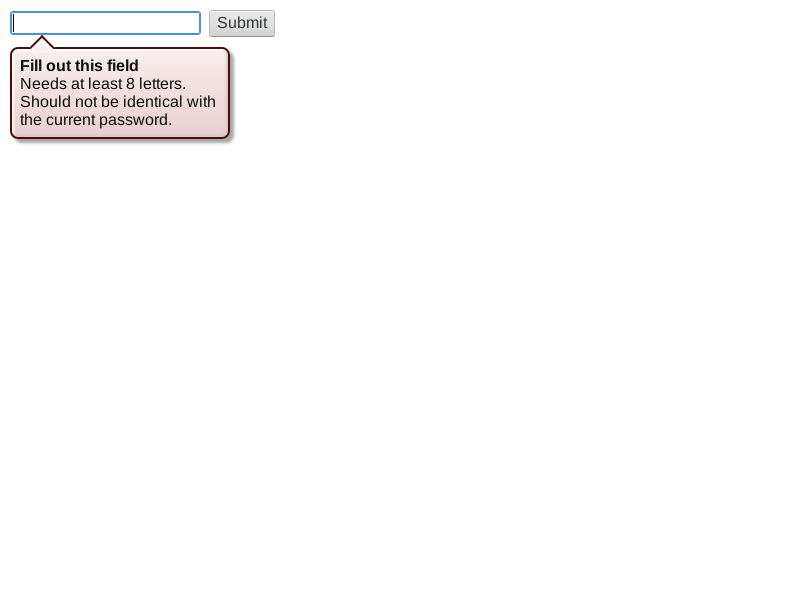 Submit
Fill out this field
Needs at least 8 letters.
Should not be identical with
the current password.